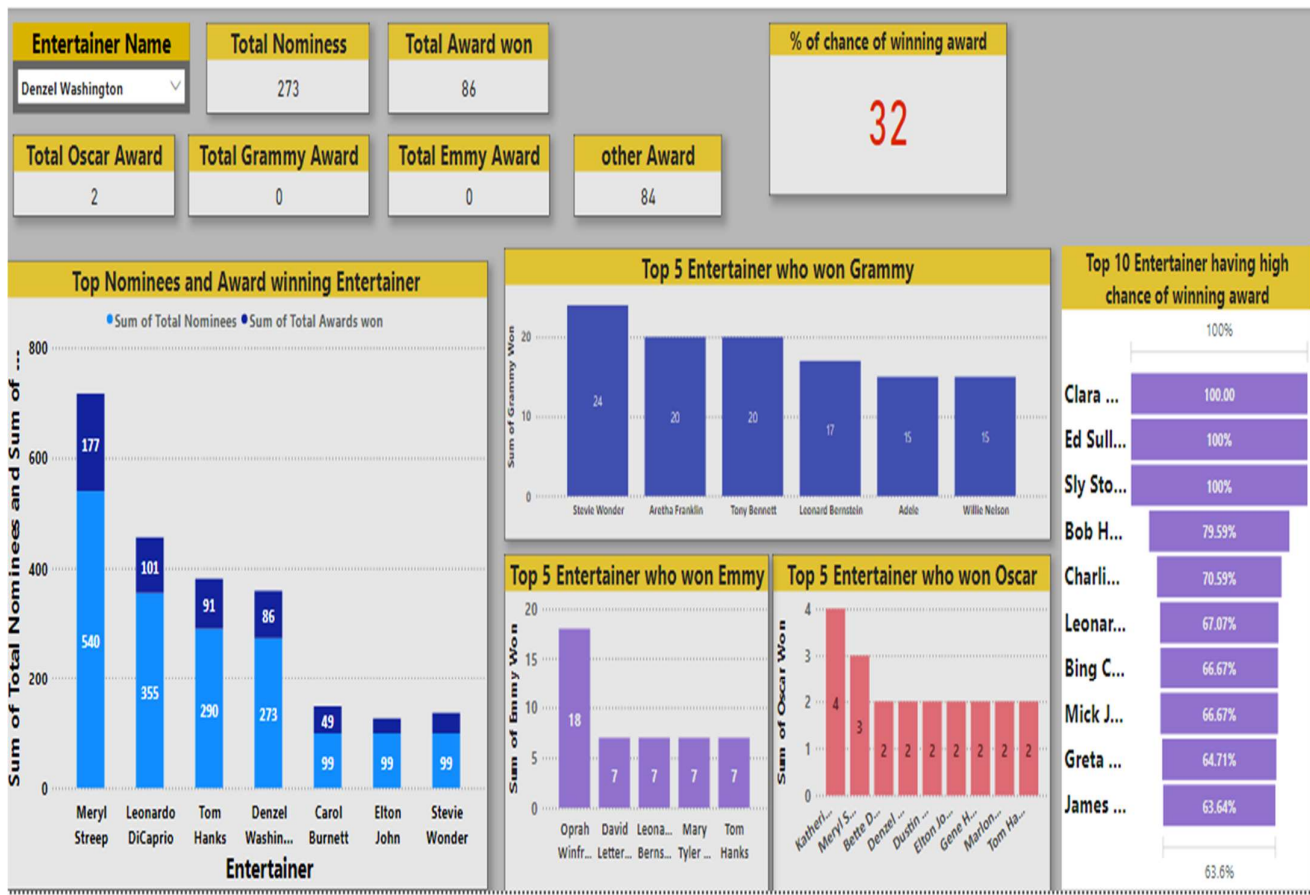 Entertainer Name
Denzel Washington
Total Nominess
273
Total Award won
86
% of chance of winning award
32
Total Oscar Award
2
Total Grammy Award
0
Total Emmy Award
0
other Award
84
Top Nominees and Award winning Entertainer
Sum of Total Nominees Sum of Total Awards won
Sum of Total Nominees and Sum of ...
800
600
400
200
0
177
540
101
355
91
290
86
273
49
99
99
99
Meryl Streep
Leonardo DiCaprio
Tom Hanks
Denzel Washin...
Carol Burnett
Elton John
Stevie Wonder
Entertainer
Top 5 Entertainer who won Grammy
Sum of Grammy Won
20
10
0
24
20
20
17
15
15
Stevie Wonder
Aretha Franklin
Tony Bennett
Leonard Bernstein
Adele
Willie Nelson
Top 5 Entertainer who won Emmy
Sum of Emmy Won
20
15
10
5
0
18
7
7
7
7
Oprah Winfr...
David Letter...
Leona... Berns...
Mary Tyler ...
Tom Hanks
Top 5 Entertainer who won Oscar
Sum of Oscar Won
4
3
2
1
0
4
3
2
2
2
2
2
2
2
Katheri...
Meryl S...
Bette D...
Denzel ...
Dustin ...
Elton Jo...
Gene H...
Marlon...
Tom Ha...
Top 10 Entertainer having high
chance of winning award
100%
Clara ... 100.00
Ed Sull... 100%
Sly Sto... 100%
Bob H... 79.59%
Charli... 70.59%
Leonar... 67.07%
Bing C... 66.67%
Mick J... 66.67%
Greta ... 64.71%
James ... 63.64%
63.6%